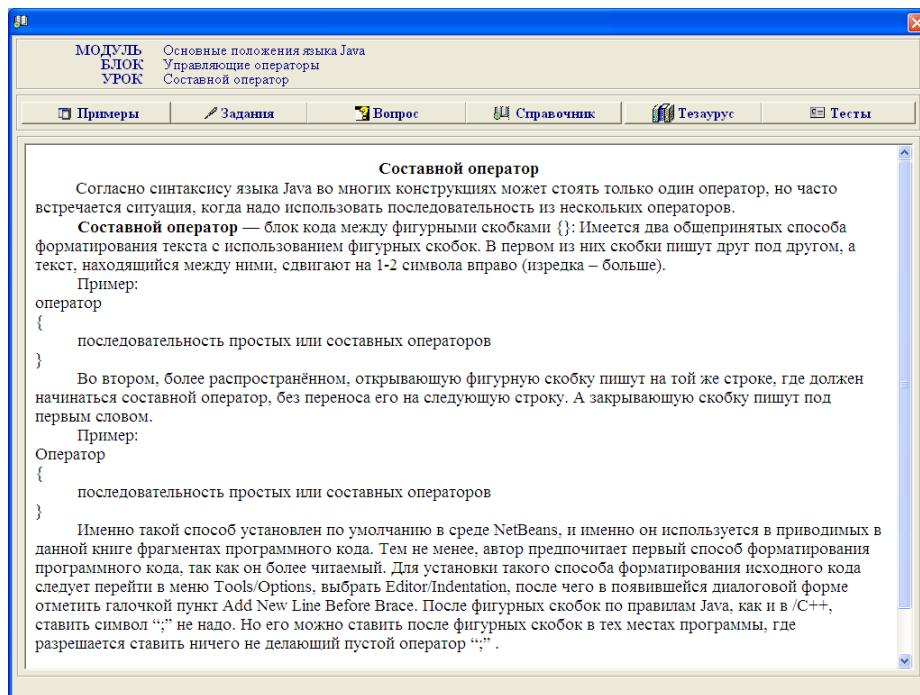 МОДУЛЬ Основные положения языка Java
БЛОК Управляющие операторы
УРОК Составной оператор
Примеры Задания Вопрос Справочник Тезаурус Тесты
Составной оператор
Согласно синтаксису языка Java во многих конструкциях может стоять только один оператор, но часто
встречается ситуация, когда надо использовать последовательность из нескольких операторов.
Составной оператор — блок кода между фигурными скобками {}: Имеется два общепринятых способа
форматирования текста с использованием фигурных скобок. В первом из них скобки пишут друг под другом, а
текст, находящийся между ними, сдвигают на 1-2 символа вправо (изредка – больше).
Пример:
оператор
{
последовательность простых или составных операторов
}
Во втором, более распространённом, открывающую фигурную скобку пишут на той же строке, где должен
начинаться составной оператор, без переноса его на следующую строку. А закрывающую скобку пишут под
первым словом.
Пример:
Оператор
{
последовательность простых или составных операторов
}
Именно такой способ установлен по умолчанию в среде NetBeans, и именно он используется в приводимых в
данной книге фрагментах программного кода. Тем не менее, автор предпочитает первый способ форматирования
программного кода, так как он более читаемый. Для установки такого способа форматирования исходного кода
следует перейти в меню Tools/Options, выбрать Editor/Indentation, после чего в появившейся диалоговой форме
отметить галочкой пункт Add New Line Before Brace. После фигурных скобок по правилам Java, как и в /C++,
ставить символ “;” не надо. Но его можно ставить после фигурных скобок в тех местах программы, где
разрешается ставить ничего не делающий пустой оператор “;” .